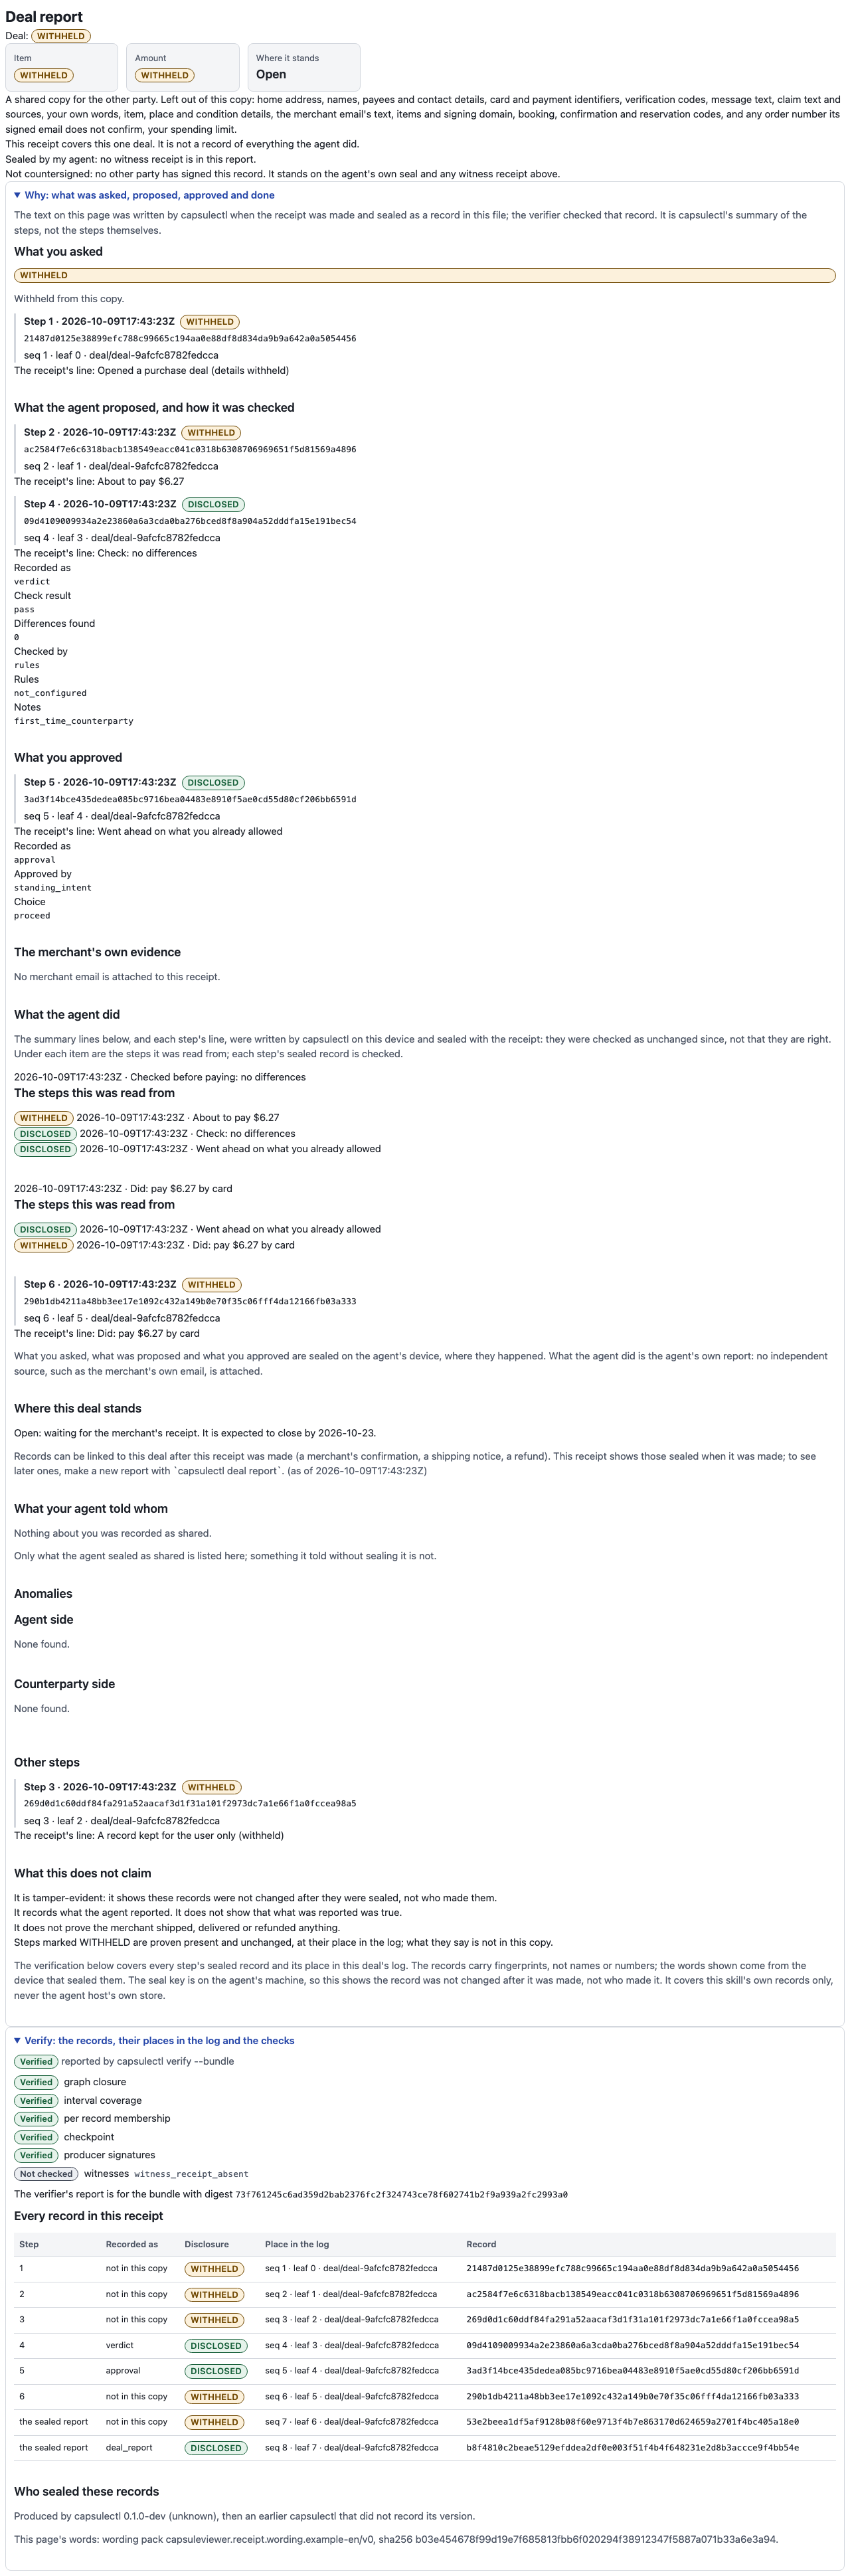 Deal report
Deal: WITHHELD
Item
WITHHELD
Amount
WITHHELD
Where it stands
Open
A shared copy for the other party. Left out of this copy: home address, names, payees and contact details, card and payment identifiers, verification codes, message text, claim text and
sources, your own words, item, place and condition details, the merchant email's text, items and signing domain, booking, confirmation and reservation codes, and any order number its
signed email does not confirm, your spending limit.
This receipt covers this one deal. It is not a record of everything the agent did.
Sealed by my agent: no witness receipt is in this report.
Not countersigned: no other party has signed this record. It stands on the agent's own seal and any witness receipt above.
▼ Why: what was asked, proposed, approved and done
The text on this page was written by capsulectl when the receipt was made and sealed as a record in this file; the verifier checked that record. It is capsulectl's summary of the
steps, not the steps themselves.
What you asked
WITHHELD
Withheld from this copy.
Step 1 · 2026-10-09T17:43:23Z WITHHELD
21487d0125e38899efc788c99665c194aa0e88df8d834da9b9a642a0a5054456
seq 1 · leaf 0 · deal/deal-9afcfc8782fedcca
The receipt's line: Opened a purchase deal (details withheld)
What the agent proposed, and how it was checked
Step 2 · 2026-10-09T17:43:23Z WITHHELD
ac2584f7e6c6318bacb138549eacc041c0318b6308706969651f5d81569a4896
seq 2 · leaf 1 · deal/deal-9afcfc8782fedcca
The receipt's line: About to pay $6.27
Step 4 · 2026-10-09T17:43:23Z DISCLOSED
09d4109009934a2e23860a6a3cda0ba276bced8f8a904a52dddfa15e191bec54
seq 4 · leaf 3 · deal/deal-9afcfc8782fedcca
The receipt's line: Check: no differences
Recorded as
verdict
Check result
pass
Differences found
0
Checked by
rules
Rules
not_configured
Notes
first_time_counterparty
What you approved
Step 5 · 2026-10-09T17:43:23Z DISCLOSED
3ad3f14bce435dedea085bc9716bea04483e8910f5ae0cd55d80cf206bb6591d
seq 5 · leaf 4 · deal/deal-9afcfc8782fedcca
The receipt's line: Went ahead on what you already allowed
Recorded as
approval
Approved by
standing_intent
Choice
proceed
The merchant's own evidence
No merchant email is attached to this receipt.
What the agent did
The summary lines below, and each step's line, were written by capsulectl on this device and sealed with the receipt: they were checked as unchanged since, not that they are right.
Under each item are the steps it was read from; each step's sealed record is checked.
2026-10-09T17:43:23Z · Checked before paying: no differences
The steps this was read from
WITHHELD 2026-10-09T17:43:23Z · About to pay $6.27
DISCLOSED 2026-10-09T17:43:23Z · Check: no differences
DISCLOSED 2026-10-09T17:43:23Z · Went ahead on what you already allowed
2026-10-09T17:43:23Z · Did: pay $6.27 by card
The steps this was read from
DISCLOSED 2026-10-09T17:43:23Z · Went ahead on what you already allowed
WITHHELD 2026-10-09T17:43:23Z · Did: pay $6.27 by card
Step 6 · 2026-10-09T17:43:23Z WITHHELD
290b1db4211a48bb3ee17e1092c432a149b0e70f35c06fff4da12166fb03a333
seq 6 · leaf 5 · deal/deal-9afcfc8782fedcca
The receipt's line: Did: pay $6.27 by card
What you asked, what was proposed and what you approved are sealed on the agent's device, where they happened. What the agent did is the agent's own report: no independent
source, such as the merchant's own email, is attached.
Where this deal stands
Open: waiting for the merchant's receipt. It is expected to close by 2026-10-23.
Records can be linked to this deal after this receipt was made (a merchant's confirmation, a shipping notice, a refund). This receipt shows those sealed when it was made; to see
later ones, make a new report with `capsulectl deal report`. (as of 2026-10-09T17:43:23Z)
What your agent told whom
Nothing about you was recorded as shared.
Only what the agent sealed as shared is listed here; something it told without sealing it is not.
Anomalies
Agent side
None found.
Counterparty side
None found.
Other steps
Step 3 · 2026-10-09T17:43:23Z WITHHELD
269d0d1c60ddf84fa291a52aacaf3d1f31a101f2973dc7a1e66f1a0fccea98a5
seq 3 · leaf 2 · deal/deal-9afcfc8782fedcca
The receipt's line: A record kept for the user only (withheld)
What this does not claim
It is tamper-evident: it shows these records were not changed after they were sealed, not who made them.
It records what the agent reported. It does not show that what was reported was true.
It does not prove the merchant shipped, delivered or refunded anything.
Steps marked WITHHELD are proven present and unchanged, at their place in the log; what they say is not in this copy.
The verification below covers every step's sealed record and its place in this deal's log. The records carry fingerprints, not names or numbers; the words shown come from the
device that sealed them. The seal key is on the agent's machine, so this shows the record was not changed after it was made, not who made it. It covers this skill's own records only,
never the agent host's own store.
▼ Verify: the records, their places in the log and the checks
Verified reported by capsulectl verify --bundle
Verified graph closure
Verified interval coverage
Verified per record membership
Verified checkpoint
Verified producer signatures
Not checked witnesses witness_receipt_absent
The verifier's report is for the bundle with digest 73f761245c6ad359d2bab2376fc2f324743ce78f602741b2f9a939a2fc2993a0
Every record in this receipt
Step Recorded as Disclosure Place in the log Record
1 not in this copy WITHHELD seq 1 · leaf 0 · deal/deal-9afcfc8782fedcca 21487d0125e38899efc788c99665c194aa0e88df8d834da9b9a642a0a5054456
2 not in this copy WITHHELD seq 2 · leaf 1 · deal/deal-9afcfc8782fedcca ac2584f7e6c6318bacb138549eacc041c0318b6308706969651f5d81569a4896
3 not in this copy WITHHELD seq 3 · leaf 2 · deal/deal-9afcfc8782fedcca 269d0d1c60ddf84fa291a52aacaf3d1f31a101f2973dc7a1e66f1a0fccea98a5
4 verdict DISCLOSED seq 4 · leaf 3 · deal/deal-9afcfc8782fedcca 09d4109009934a2e23860a6a3cda0ba276bced8f8a904a52dddfa15e191bec54
5 approval DISCLOSED seq 5 · leaf 4 · deal/deal-9afcfc8782fedcca 3ad3f14bce435dedea085bc9716bea04483e8910f5ae0cd55d80cf206bb6591d
6 not in this copy WITHHELD seq 6 · leaf 5 · deal/deal-9afcfc8782fedcca 290b1db4211a48bb3ee17e1092c432a149b0e70f35c06fff4da12166fb03a333
the sealed report not in this copy WITHHELD seq 7 · leaf 6 · deal/deal-9afcfc8782fedcca 53e2beea1df5af9128b08f60e9713f4b7e863170d624659a2701f4bc405a18e0
the sealed report deal_report DISCLOSED seq 8 · leaf 7 · deal/deal-9afcfc8782fedcca b8f4810c2beae5129efddea2df0e003f51f4b4f648231e2d8b3accce9f4bb54e
Who sealed these records
Produced by capsulectl 0.1.0-dev (unknown), then an earlier capsulectl that did not record its version.
This page's words: wording pack capsuleviewer.receipt.wording.example-en/v0, sha256 b03e454678f99d19e7f685813fbb6f020294f38912347f5887a071b33a6e3a94.